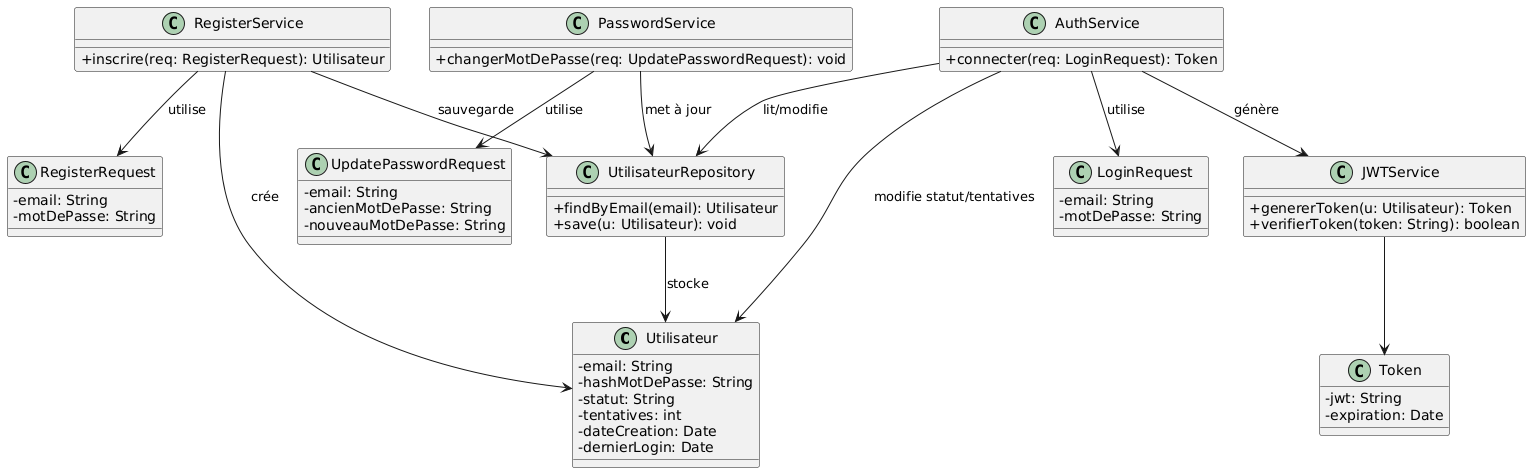 C RegisterService
+inscrire(req: RegisterRequest): Utilisateur
C PasswordService
+changerMotDePasse(req: UpdatePasswordRequest): void
C AuthService
+connecter(req: LoginRequest): Token
utilise
sauvegarde
utilise
met à jour
lit/modifie
utilise
génère
C RegisterRequest
-email: String
-motDePasse: String
C UpdatePasswordRequest
-email: String
-ancienMotDePasse: String
-nouveauMotDePasse: String
C UtilisateurRepository
+findByEmail(email): Utilisateur
+save(u: Utilisateur): void
C LoginRequest
-email: String
-motDePasse: String
C JWTService
+genererToken(u: Utilisateur): Token
+verifierToken(token: String): boolean
crée
modifie statut/tentatives
stocke
C Utilisateur
-email: String
-hashMotDePasse: String
-statut: String
-tentatives: int
-dateCreation: Date
-dernierLogin: Date
C Token
-jwt: String
-expiration: Date